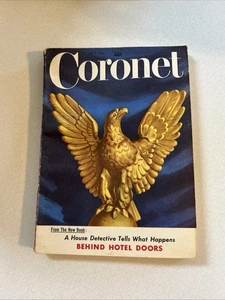 Coronet
From The New Book:
A House Detective Tells What Happens
BEHIND HOTEL DOORS